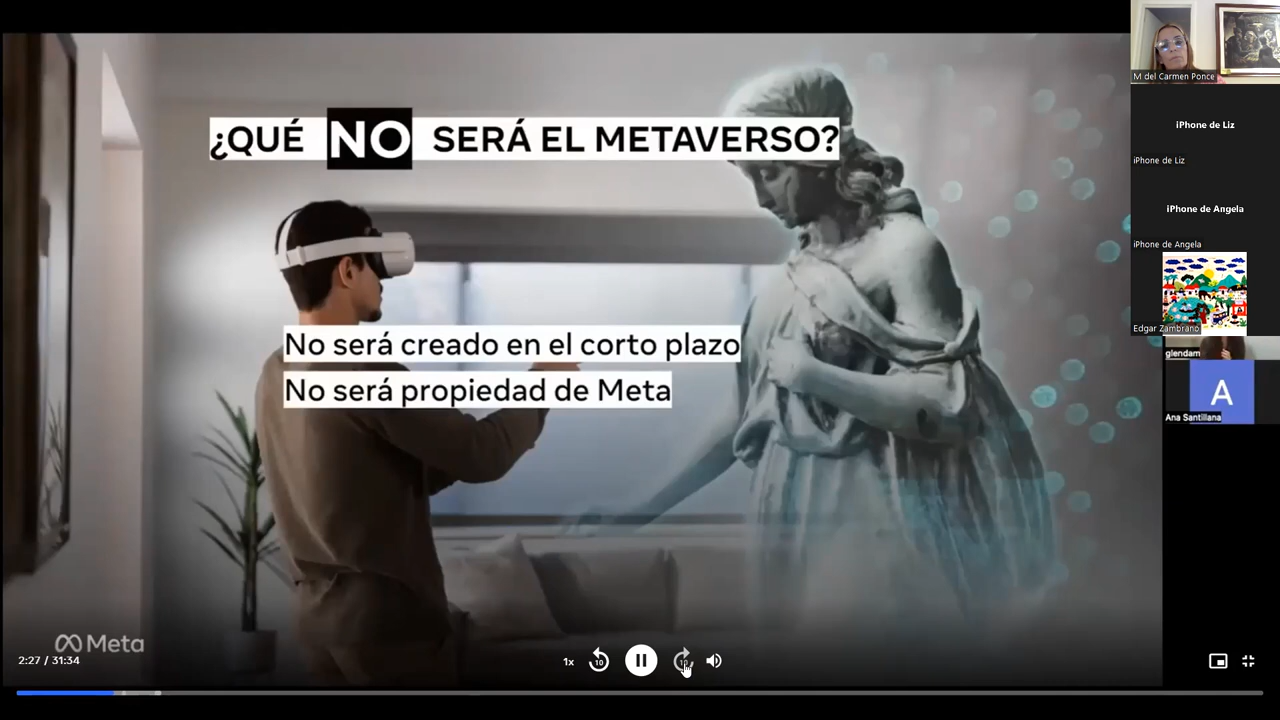 ¿QUÉ NO SERÁ EL METAVERSO?
No será creado en el corto plazo
No será propiedad de Meta
Meta
2:27 / 31:34
1x
10
10
M del Carmen Ponce
iPhone de Liz
iPhone de Liz
iPhone de Angela
iPhone de Angela
Edgar Zambrano
glendam
A
Ana Santillana